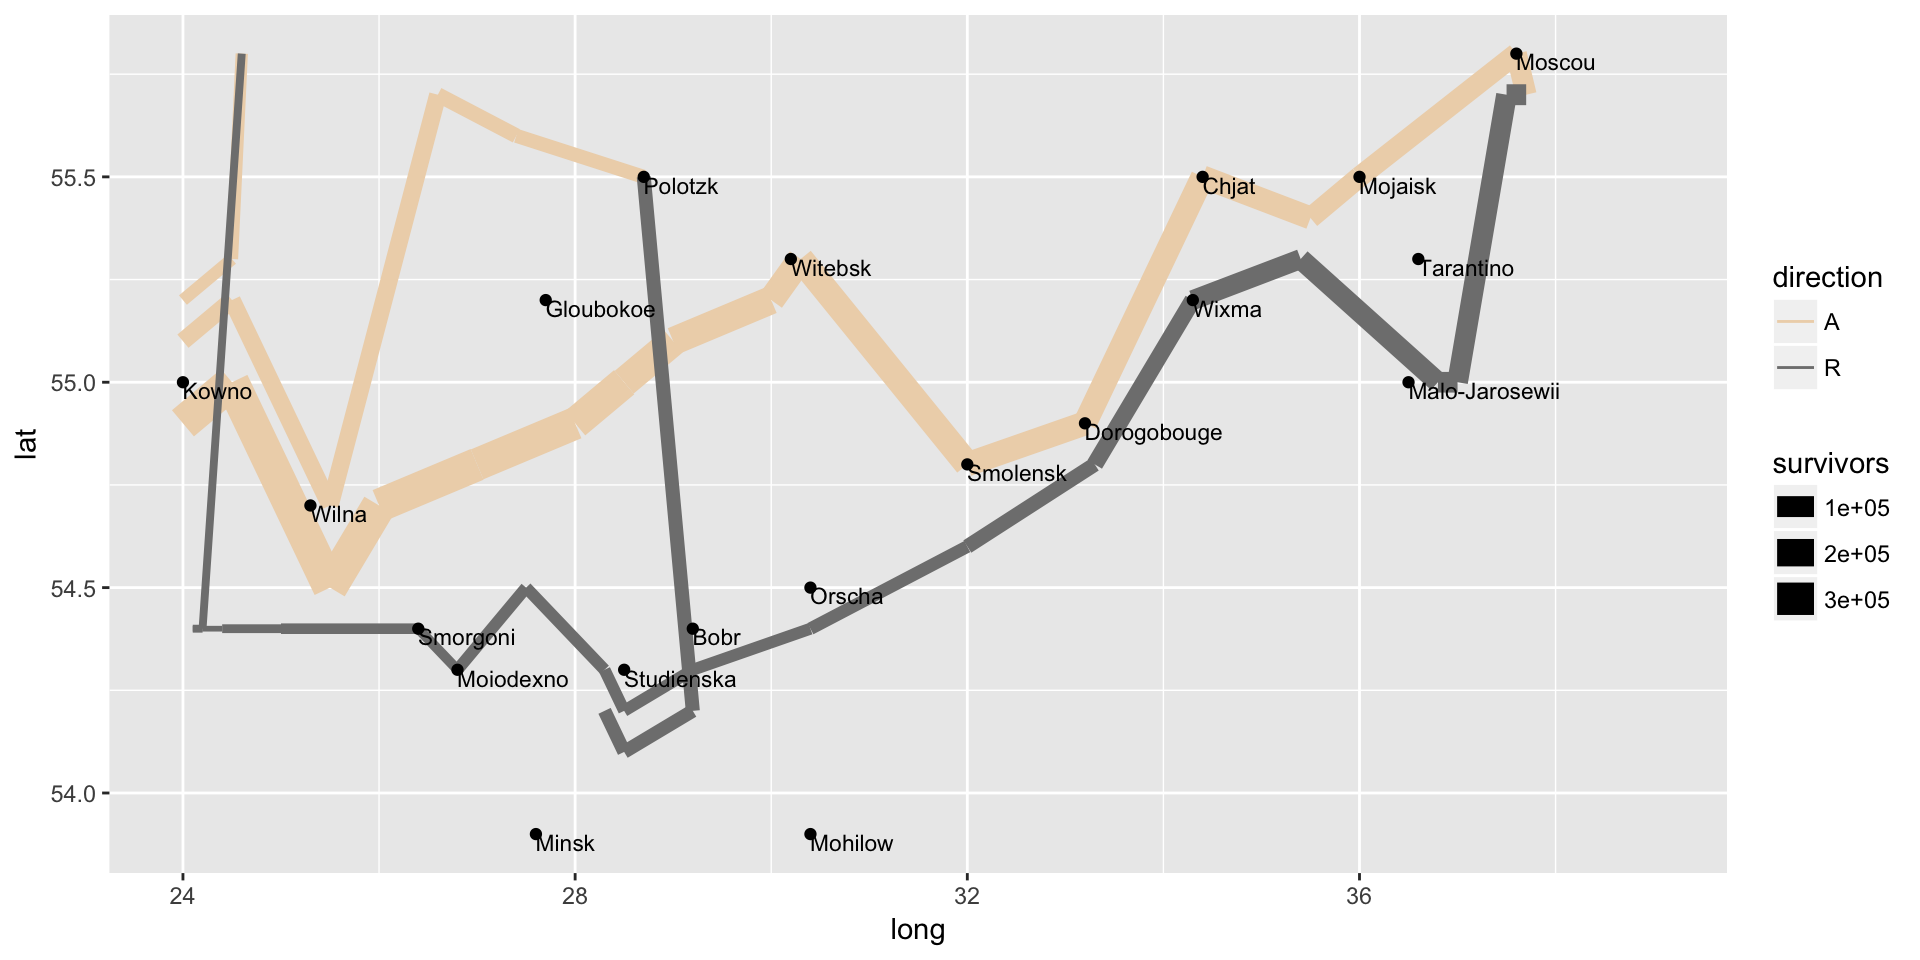 Moscou
55.5
Polotzk
Chjat
Mojaisk
Witebsk
Tarantino
Gloubokoe
Wixma
direction
A
R
55.0
Kowno
Malo-Jarosewii
Dorogobouge
lat
Wilna
Smolensk
survivors
1e+05
2e+05
3e+05
54.5
Orscha
Smorgoni
Bobr
Moiodexno
Studienska
54.0
Minsk
Mohilow
24
28
32
36
long